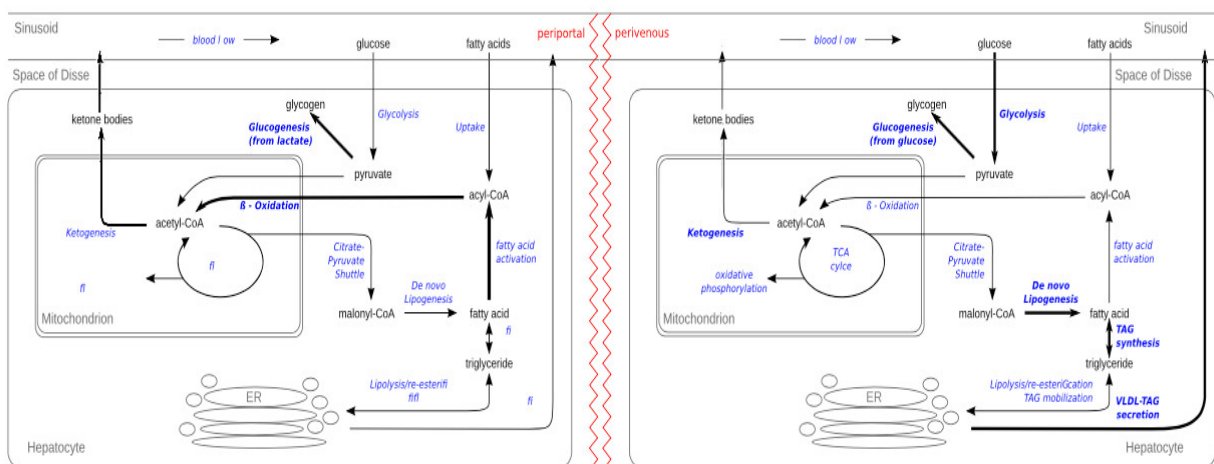 Sinusoid
blood l ow
glucose
fatty acids
periportal
Space of Disse
glycogen
Glycolysis
ketone bodies
Glucogenesis
(from lactate)
Uptake
pyruvate
acyl-CoA
ß - Oxidation
acetyl-CoA
Ketogenesis
fl
fl
Citrate-
Pyruvate
Shuttle
fatty acid
activation
De novo
Lipogenesis
malonyl-CoA
fatty acid
Mitochondrion
fi
triglyceride
Lipolysis/re-esterifi
fifl
fi
ER
Hepatocyte
perivenous
blood l ow
glucose
fatty acids
Sinusoid
Space of Disse
glycogen
Glycolysis
ketone bodies
Glucogenesis
(from glucose)
Uptake
pyruvate
acyl-CoA
ß - Oxidation
acetyl-CoA
Ketogenesis
TCA
cylce
oxidative
phosphorylation
Citrate-
Pyruvate
Shuttle
fatty acid
activation
De novo
Lipogenesis
malonyl-CoA
fatty acid
Mitochondrion
TAG
synthesis
triglyceride
Lipolysis/re-esteriGcation
TAG mobilization
VLDL-TAG
secretion
ER
Hepatocyte